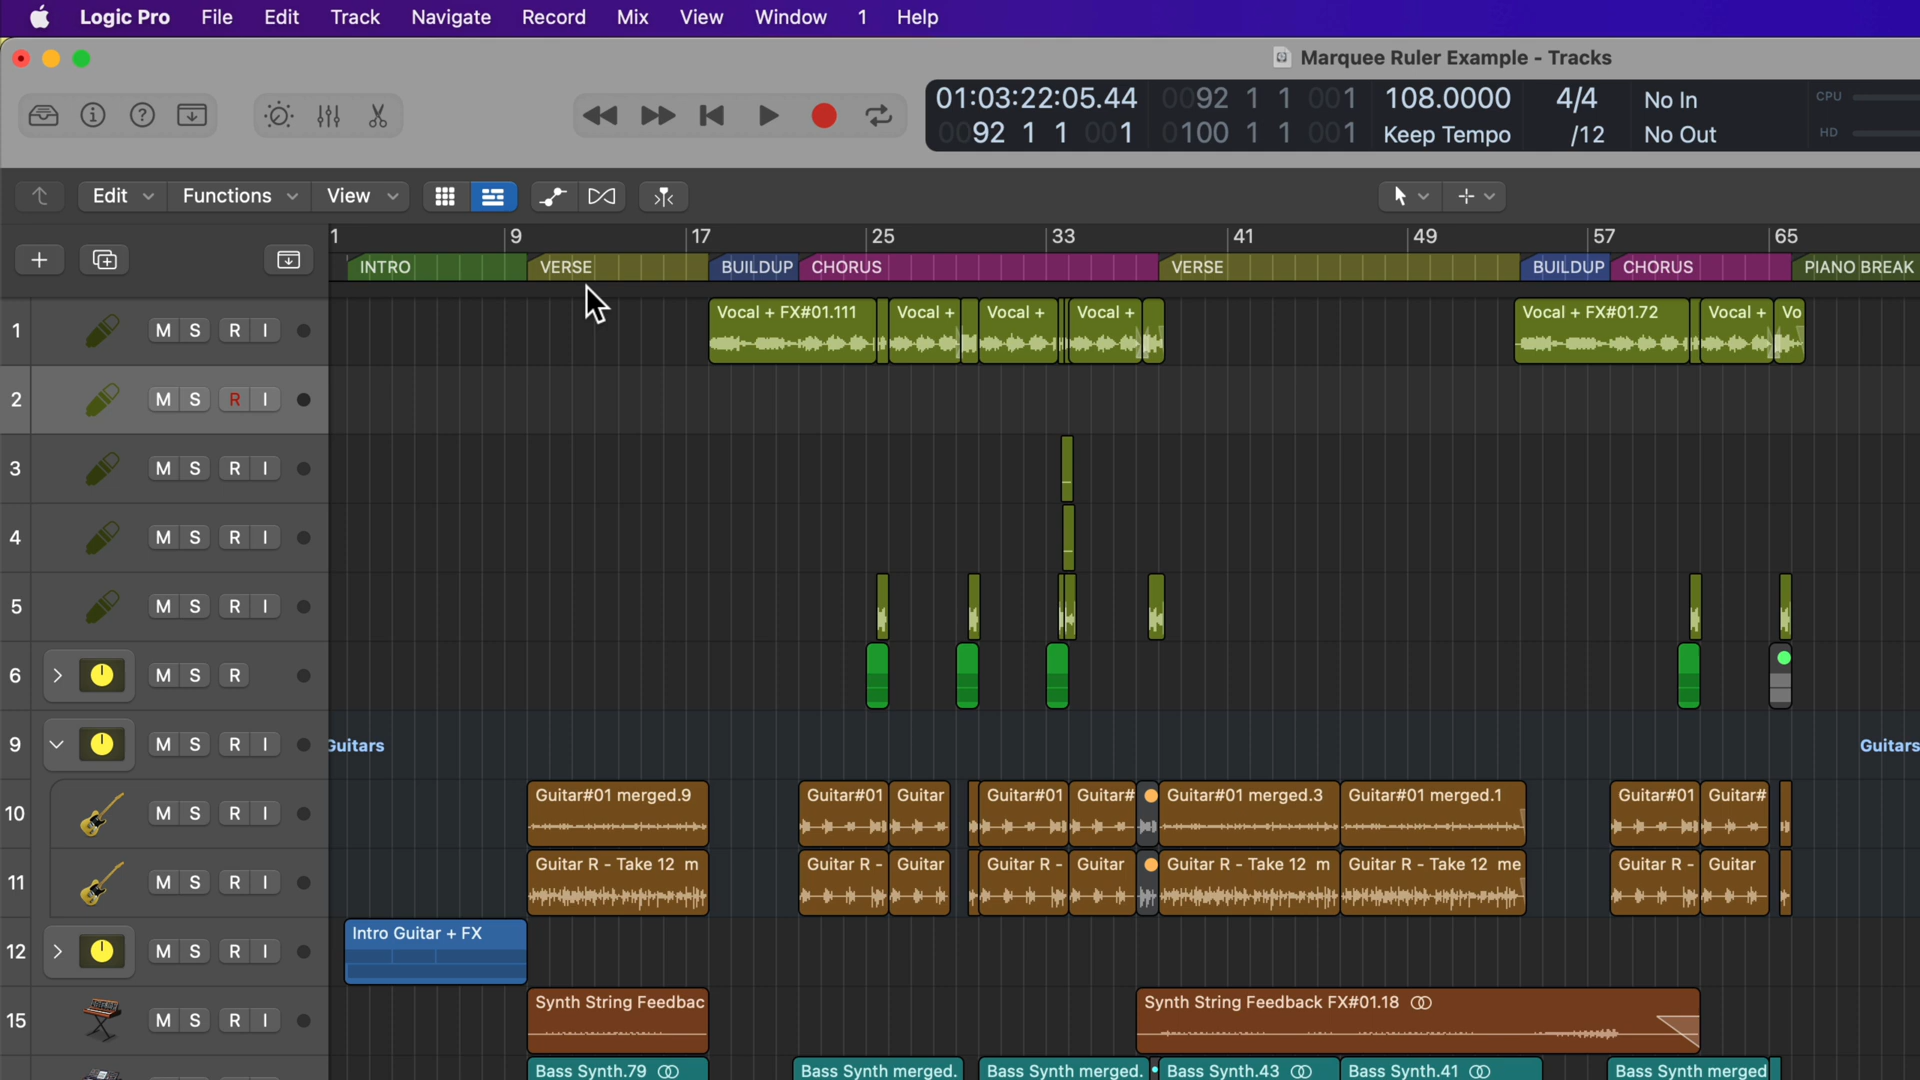 Logic Pro File Edit Track Navigate Record Mix View Window 1 Help
Marquee Ruler Example - Tracks
01:03:22:05.44 0092 1 1 001 108.0000 4/4 No In CPU
0092 1 1 001 0100 1 1 001 Keep Tempo /12 No Out HD
Edit Functions View
1 9 17 25 33 41 49 57 65
INTRO VERSE BUILDUP CHORUS VERSE BUILDUP CHORUS PIANO BREAK
Vocal + FX#01.111 Vocal + Vocal + Vocal + Vocal + FX#01.72 Vocal + Vo
1 M S R I
2 M S R I
3 M S R I
4 M S R I
5 M S R I
6 M S R
9 M S R I Guitars Guitars
Guitar#01 merged.9 Guitar#01 Guitar Guitar#01 Guitar# Guitar#01 merged.3 Guitar#01 merged.1 Guitar#01 Guitar#
10 M S R I
Guitar R - Take 12 m Guitar R - Guitar Guitar R - Guitar Guitar R - Take 12 m Guitar R - Take 12 me Guitar R - Guitar
11 M S R I
Intro Guitar + FX
12 M S R I
Synth String Feedbac Synth String Feedback FX#01.18
15 M S R I
Bass Synth.79 Bass Synth merged. Bass Synth merged. Bass Synth.43 Bass Synth.41 Bass Synth merged